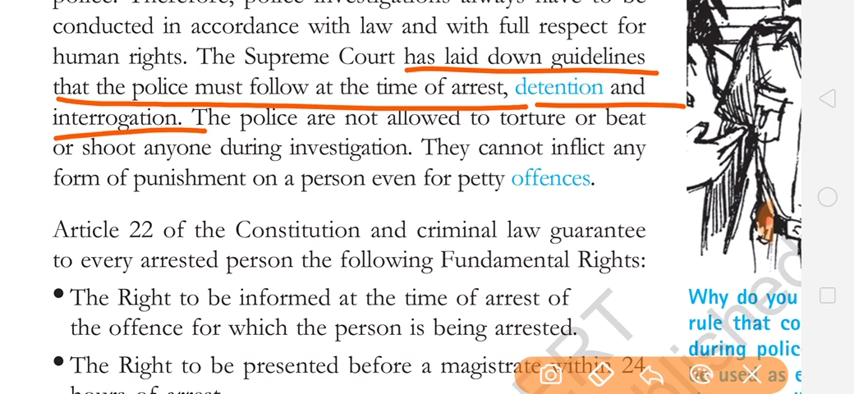 conducted in accordance with law and with full respect for
human rights. The Supreme Court has laid down guidelines
that the police must follow at the time of arrest, detention and
interrogation. The police are not allowed to torture or beat
or shoot anyone during investigation. They cannot inflict any
form of punishment on a person even for petty offences.
Article 22 of the Constitution and criminal law guarantee
to every arrested person the following Fundamental Rights:
• The Right to be informed at the time of arrest of
the offence for which the person is being arrested.
• The Right to be presented before a magistrate within 24
hours of arrest.
Why do you
rule that co
during polic
used as e